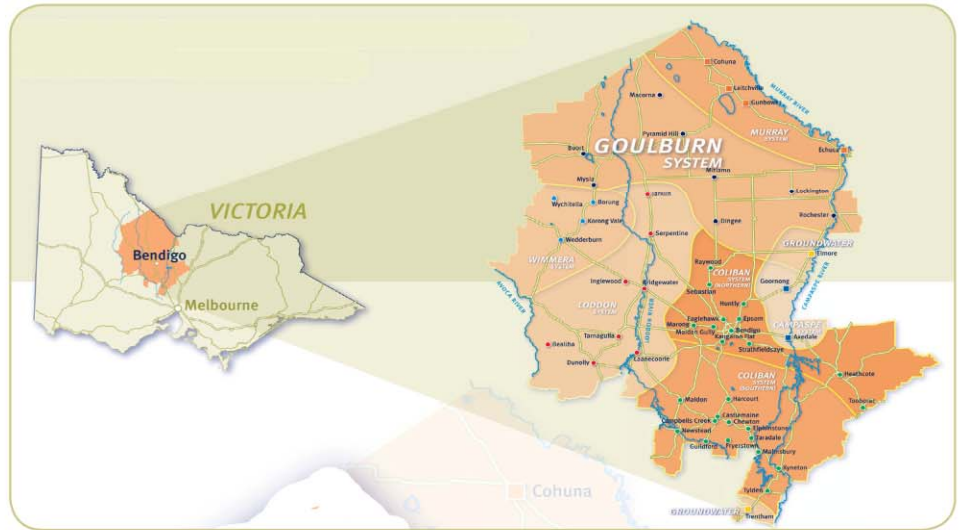 VICTORIA
Bendigo
Melbourne
Cohuna
Leitchville
Gunbower
MURRAY RIVER
Macorna
Pyramid Hill
MURRAY
SYSTEM
GOULBURN
SYSTEM
Echuca
Boort
Mitiamo
Mysia
Lockington
Wychitella
Borung
Jarklin
Rochester
Korong Vale
Dingee
Serpentine
GROUNDWATER
Wedderburn
Elmore
WIMMERA
SYSTEM
Raywood
COLIBAN
SYSTEM
(NORTHERN)
Inglewood
Bridgewater
Sebastian
Goornong
AVOCA RIVER
LODDON
SYSTEM
LODDON RIVER
CAMPASPE RIVER
Huntly
Eaglehawk
Epsom
CAMPASPE
Marong
Maiden Gully
Bendigo
Kangaroo Flat
Axedale
Tarnagulla
Strathfieldsaye
Bealiba
Laanecoorie
Dunolly
COLIBAN
SYSTEM
(SOUTHERN)
Heathcote
Tooborac
Maldon
Harcourt
Castlemaine
Campbells Creek
Chewton
Newstead
Elphinstone
Taradale
Guildford
Fryerstown
Malmsbury
Kyneton
Tylden
GROUNDWATER
Trentham
Cohuna